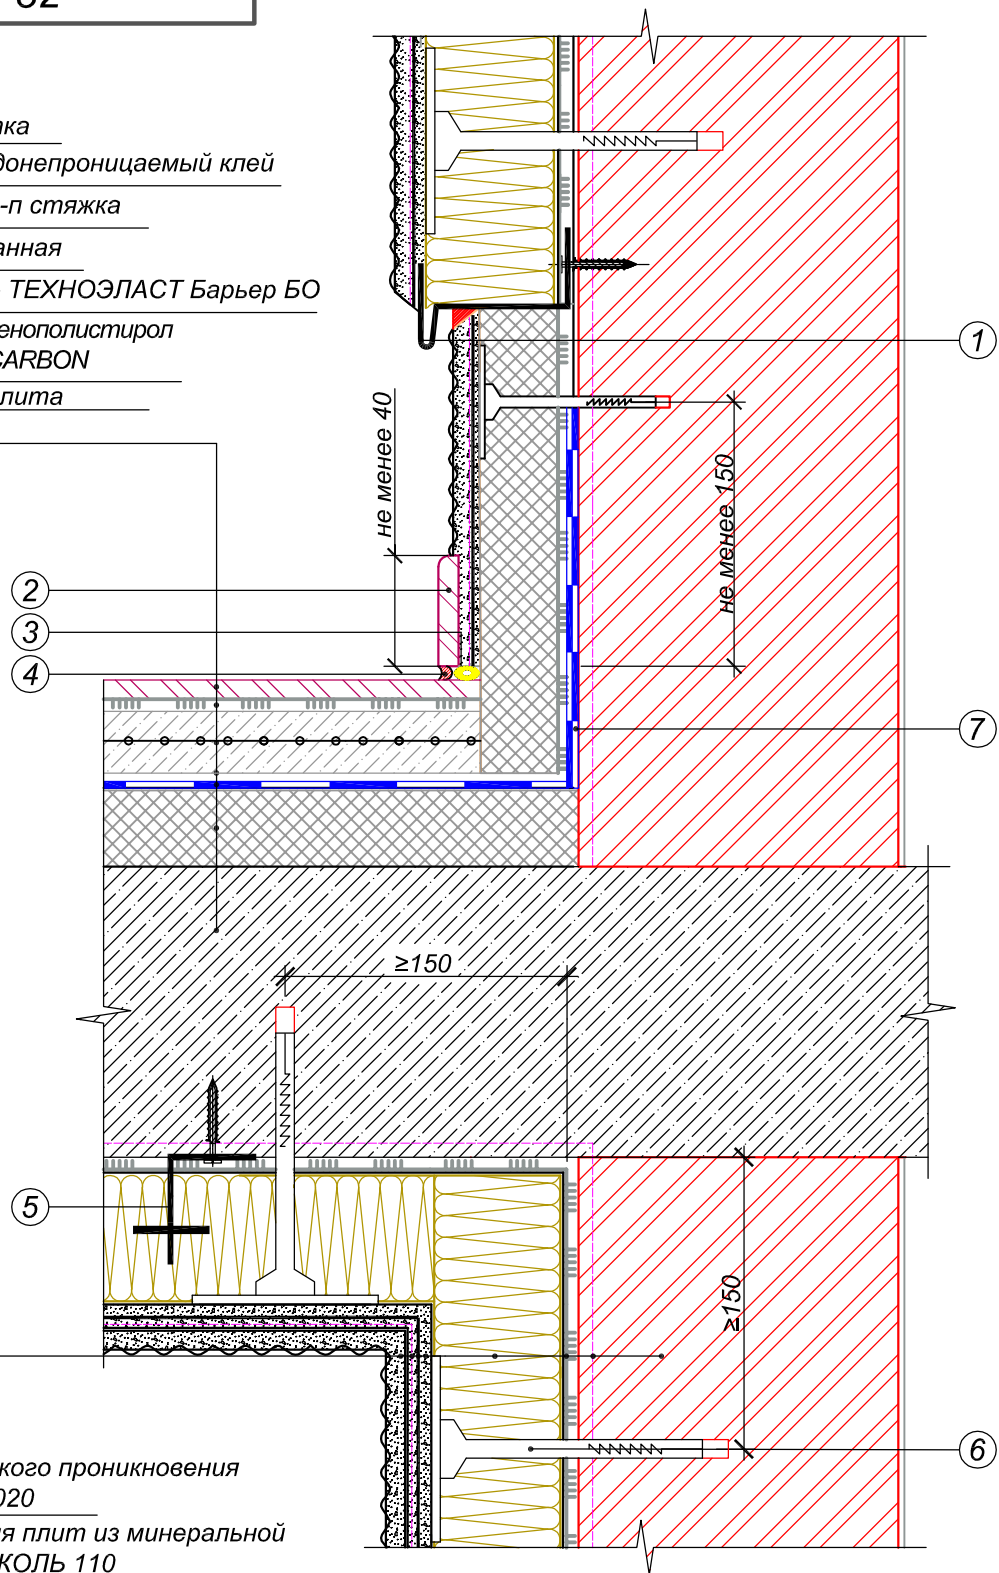 тка
донепроницаемый клей
-п стяжка
анная
ТЕХНОЭЛАСТ Барьер БО
енополистирол
CARBON
лита
не менее 40
не менее 150
1
2
3
4
7
≥150
5
≥150
6
кого проникновения
020
я плит из минеральной
КОЛЬ 110